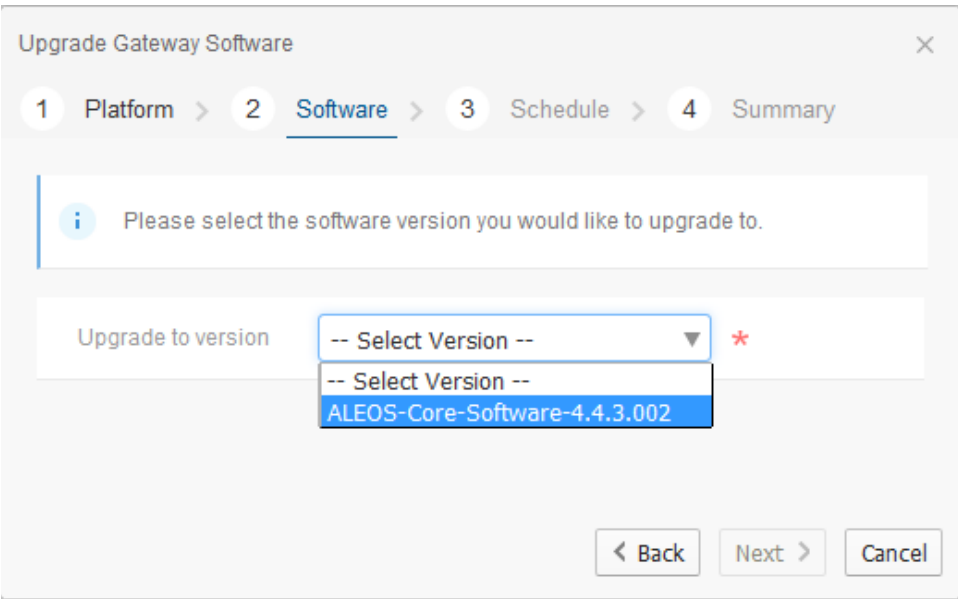 Upgrade Gateway Software
1 Platform > 2 Software > 3 Schedule > 4 Summary
i Please select the software version you would like to upgrade to.
Upgrade to version -- Select Version -- *
-- Select Version --
ALEOS-Core-Software-4.4.3.002
< Back Next > Cancel